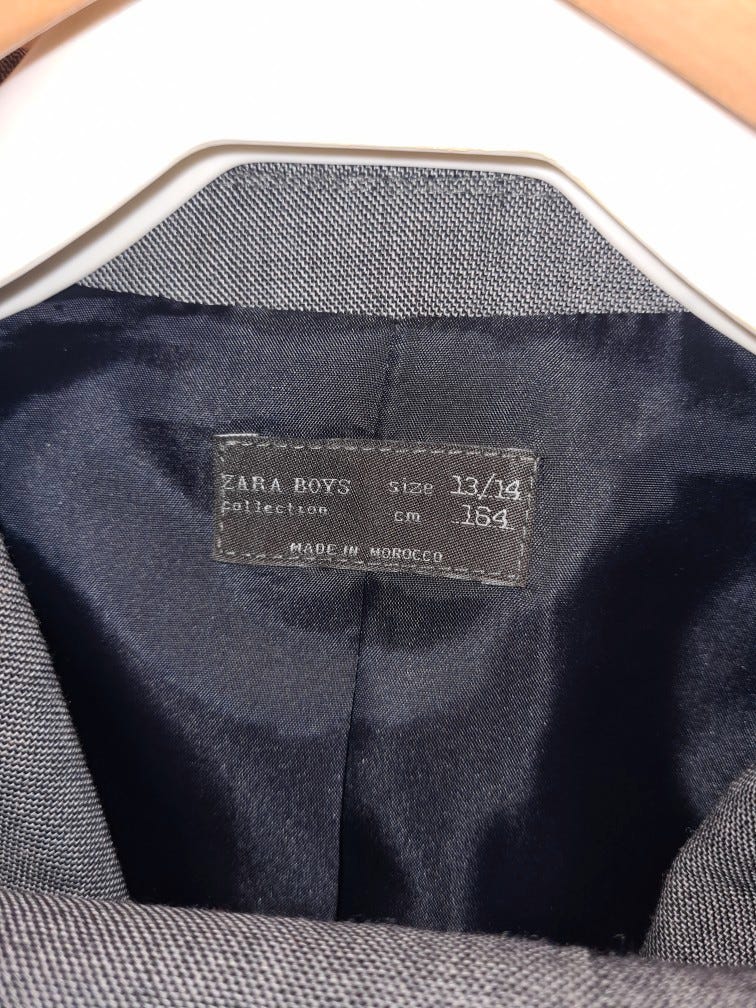 ZARA BOYS size 13/14
collection cm 164
MADE IN MOROCCO